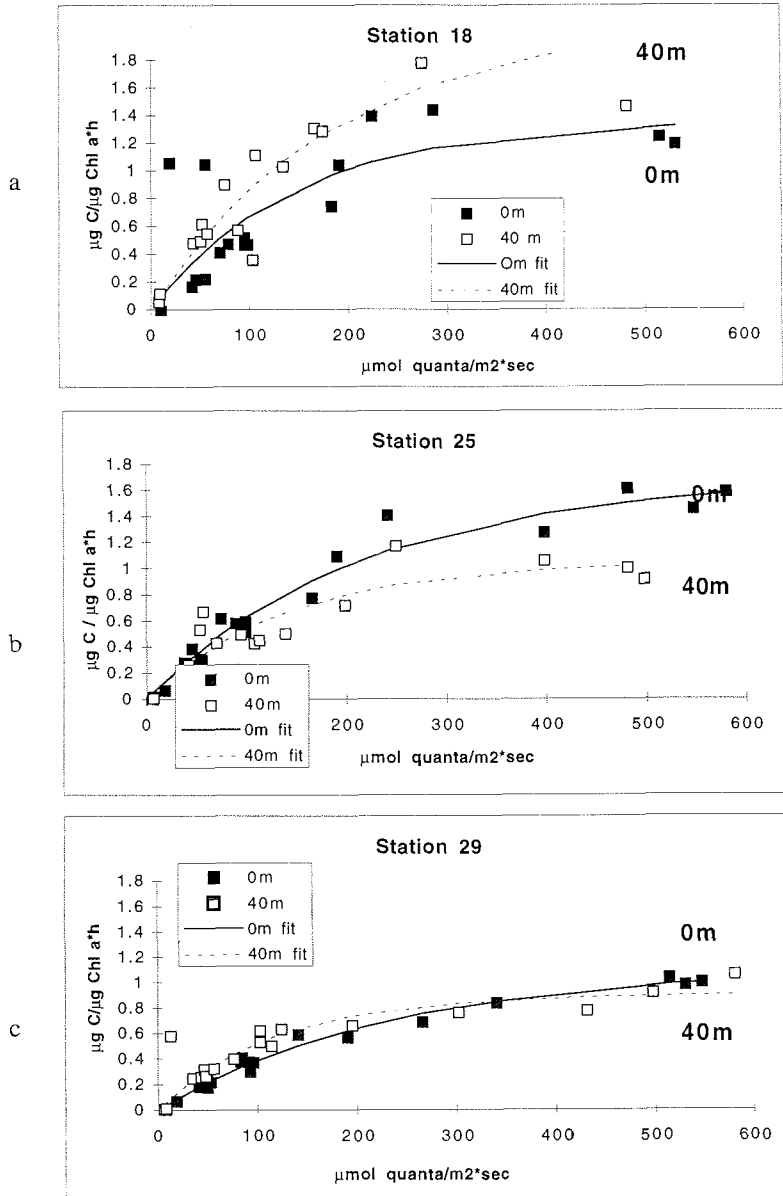 a
Station 18
40m
0m
µg C/µg Chl a*h
1.8
1.6
1.4
1.2
1
0.8
0.6
0.4
0.2
0
0m
40 m
Om fit
40m fit
0 100 200 300 400 500 600
µmol quanta/m2*sec
b
Station 25
0m
40m
µg C / µg Chl a*h
1.8
1.6
1.4
1.2
1
0.8
0.6
0.4
0.2
0
0m
40m
0m fit
40m fit
0 200 300 400 500 600
µmol quanta/m2*sec
c
Station 29
0m
40m
µg C/µg Chl a*h
1.8
1.6
1.4
1.2
1
0.8
0.6
0.4
0.2
0
0m
40m
0m fit
40m fit
0 100 200 300 400 500 600
µmol quanta/m2*sec